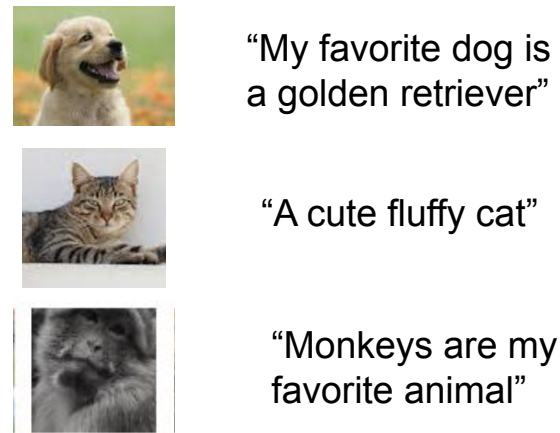 “My favorite dog is
a golden retriever”
“A cute fluffy cat”
“Monkeys are my
favorite animal”